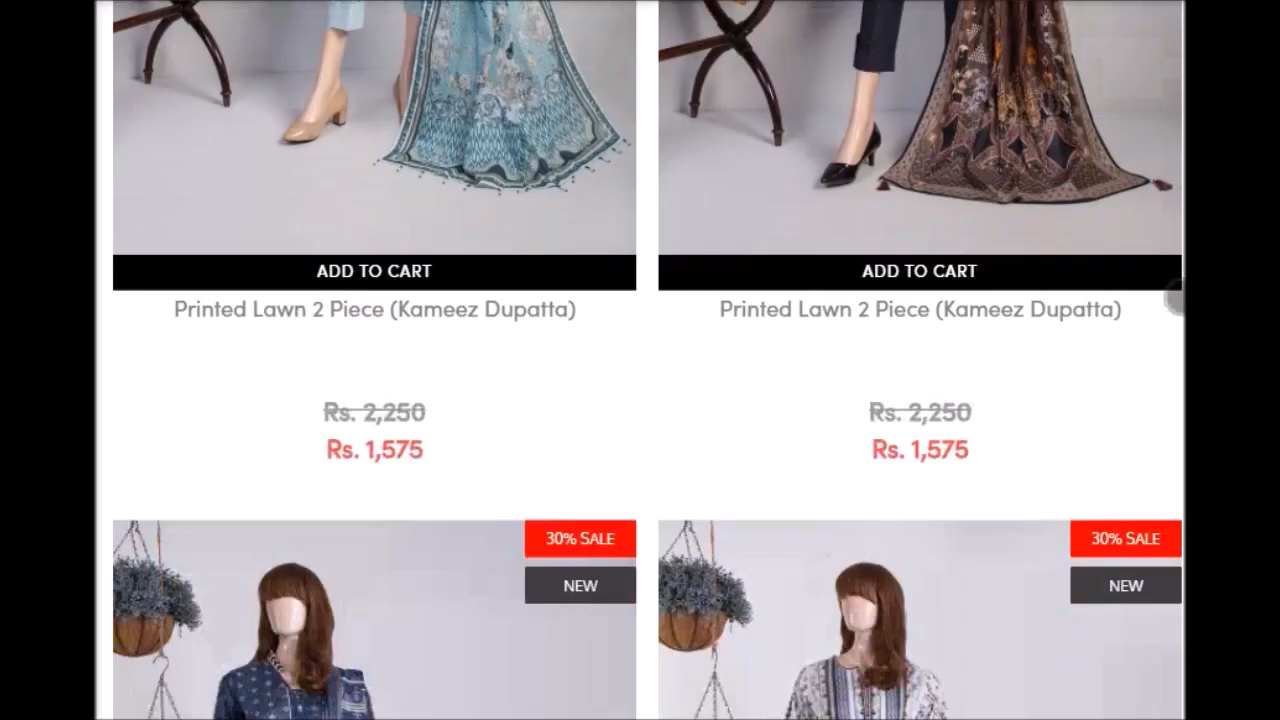 ADD TO CART
ADD TO CART
Printed Lawn 2 Piece (Kameez Dupatta)
Printed Lawn 2 Piece (Kameez Dupatta)
Rs. 2,250
Rs. 2,250
Rs. 1,575
Rs. 1,575
30% SALE
30% SALE
NEW
NEW